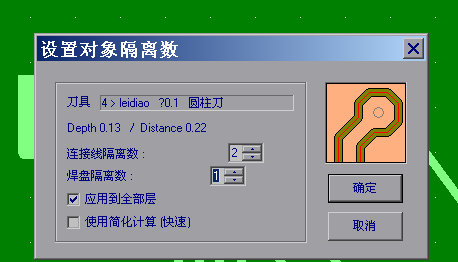 设置对象隔离数
刀具 4 > leidiao ?0.1 圆柱刀
Depth 0.13 / Distance 0.22
连接线隔离数 : 2
焊盘隔离数 : 1
应用到全部层
使用简化计算 (快速)
确定
取消